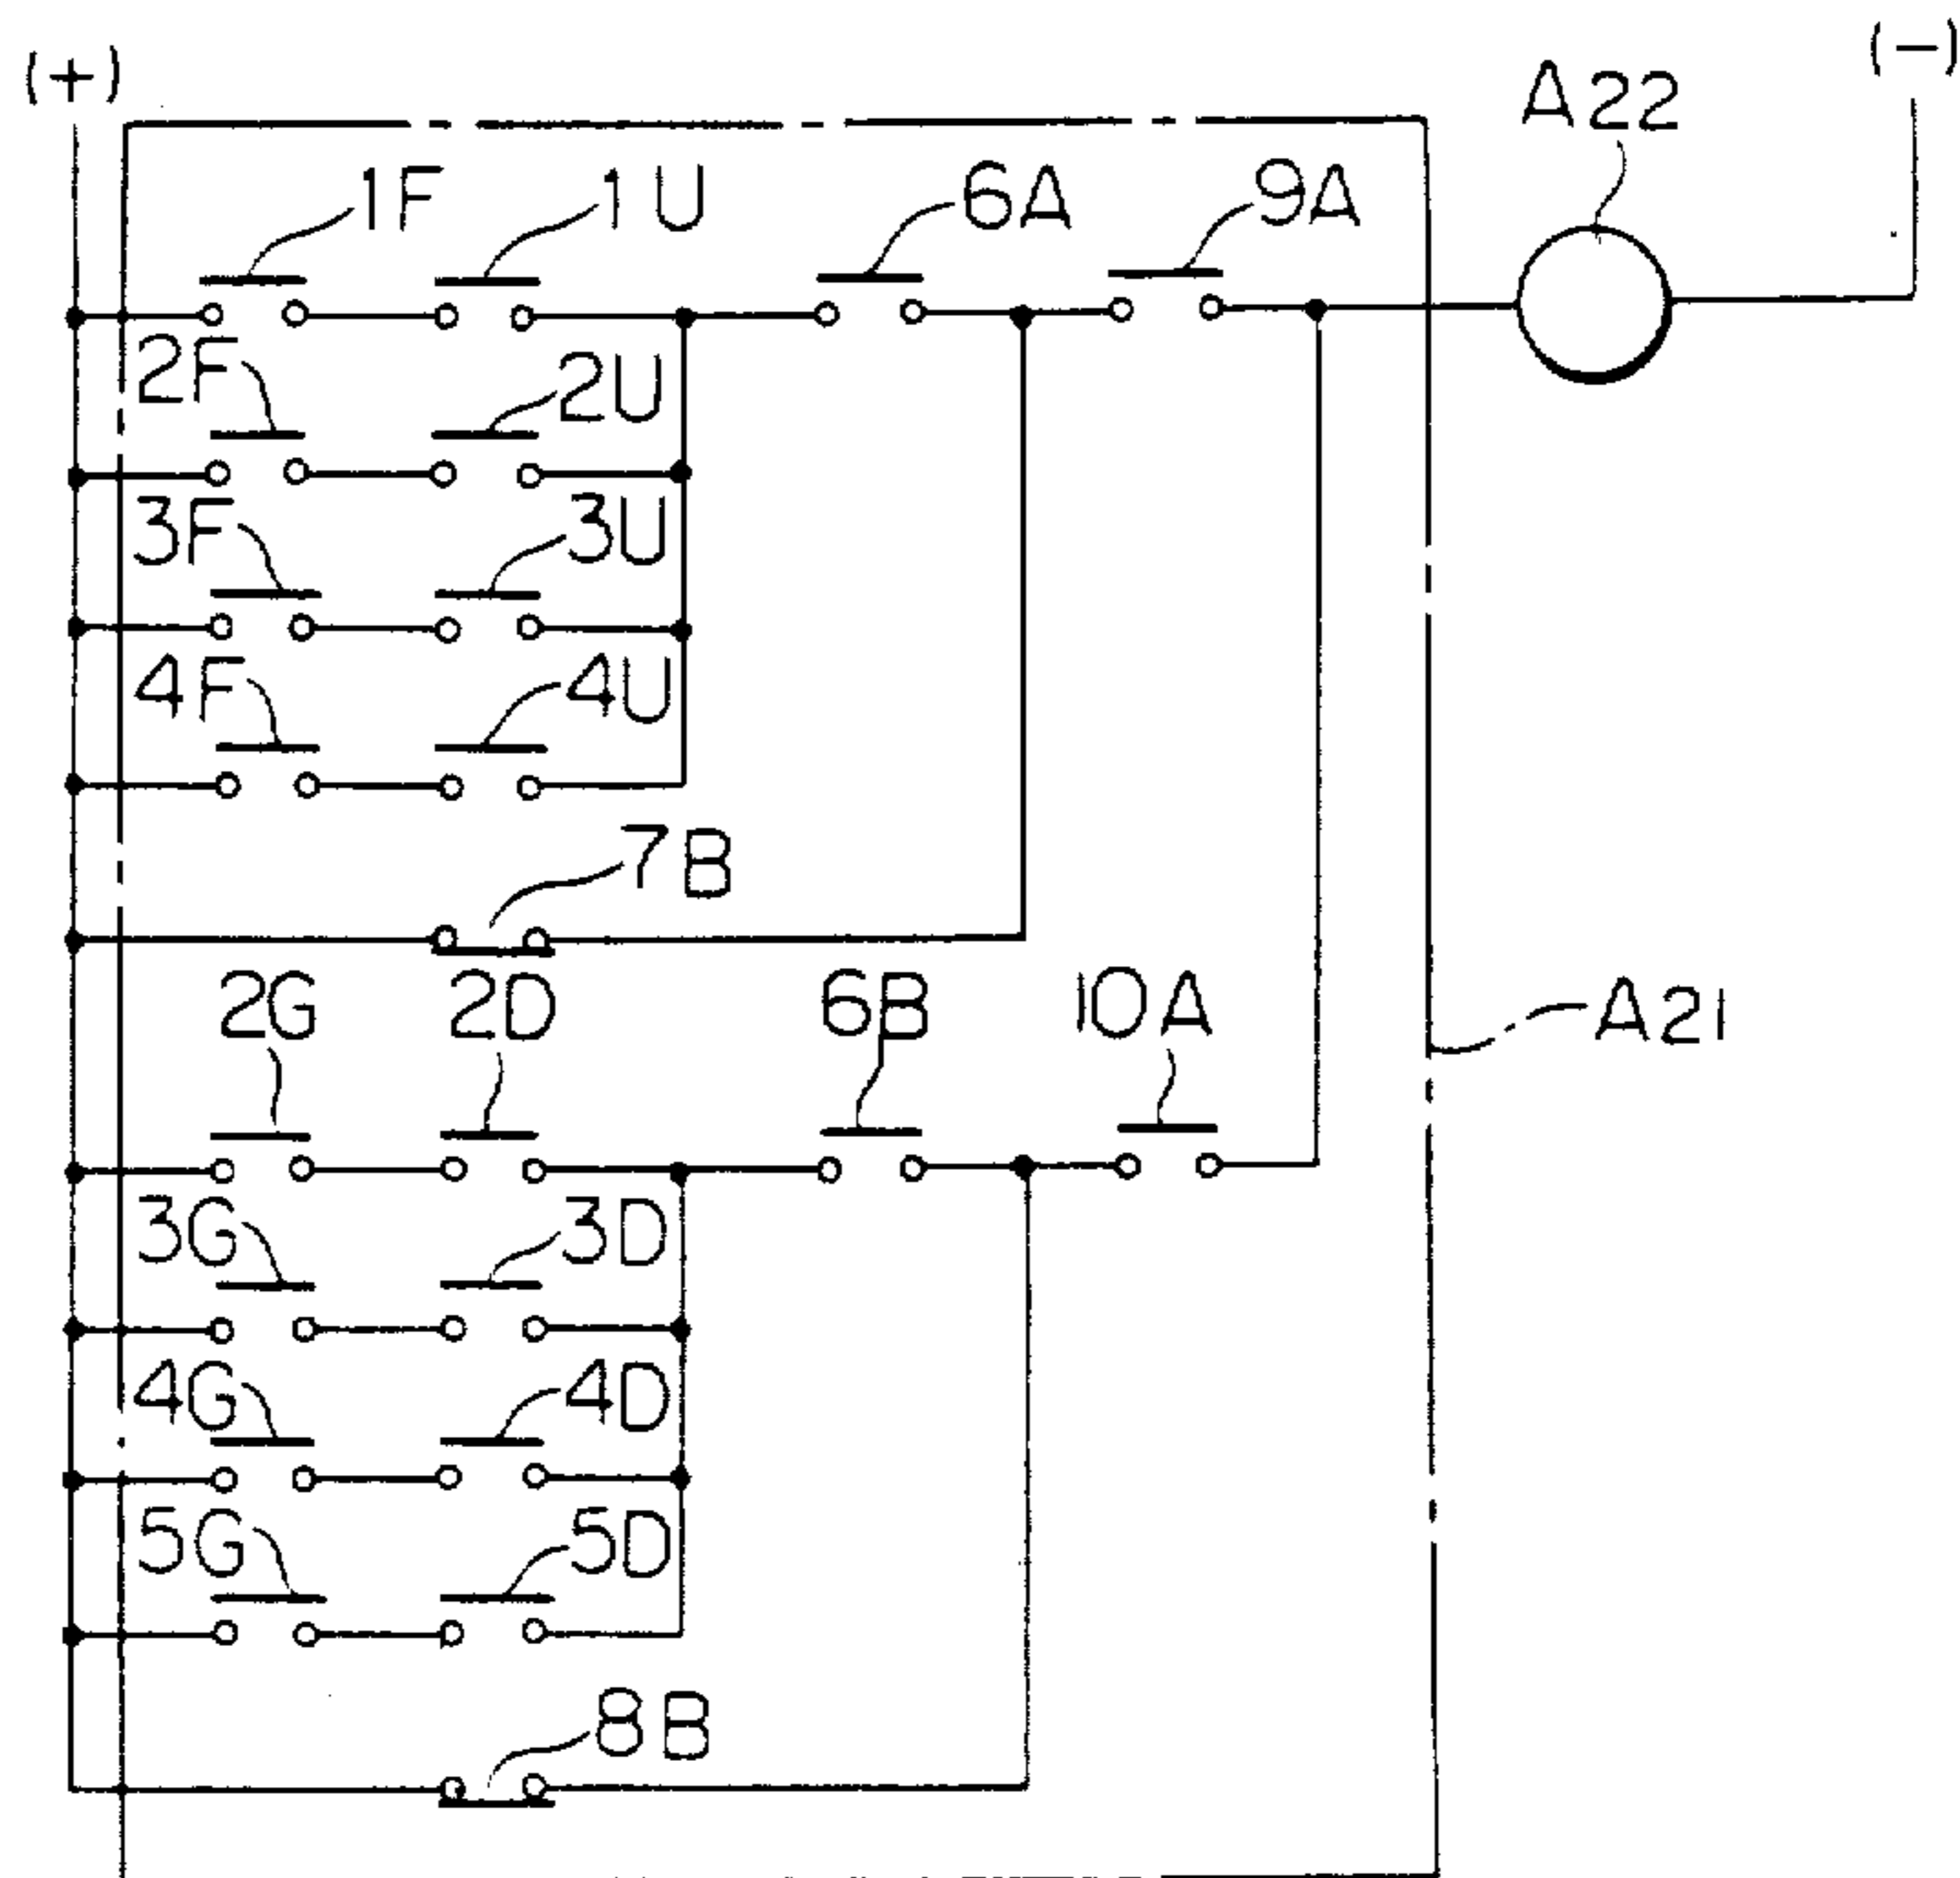 (+)
(−)
A22
1F
1U
6A
9A
2F
2U
3F
3U
4F
4U
7B
2G
2D
6B
10A
A21
3G
3D
4G
4D
5G
5D
8B